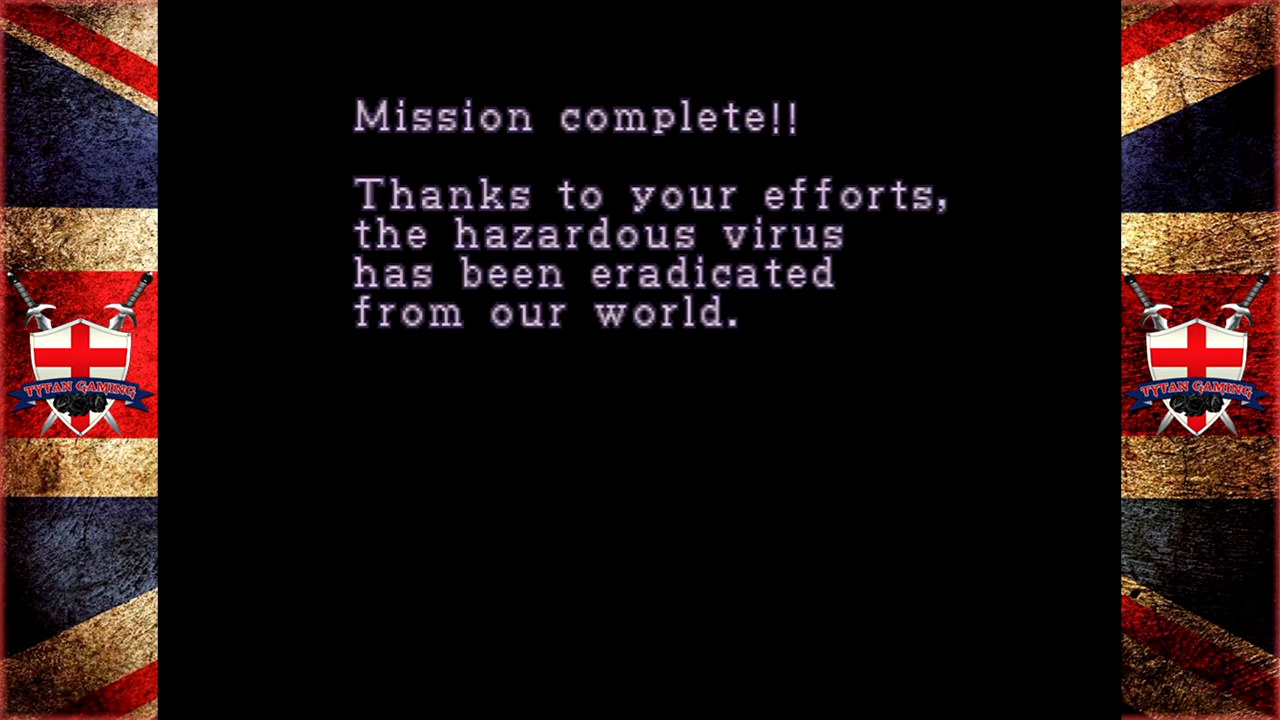 Mission complete!!
Thanks to your efforts,
the hazardous virus
has been eradicated
from our world.
TYTAN GAMING
TYTAN GAMING